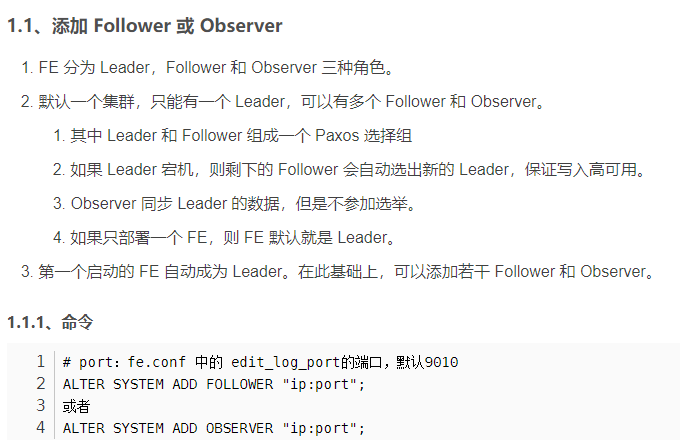 1.1、添加 Follower 或 Observer
1. FE 分为 Leader，Follower 和 Observer 三种角色。
2. 默认一个集群，只能有一个 Leader，可以有多个 Follower 和 Observer。
1. 其中 Leader 和 Follower 组成一个 Paxos 选择组
2. 如果 Leader 宕机，则剩下的 Follower 会自动选出新的 Leader，保证写入高可用。
3. Observer 同步 Leader 的数据，但是不参加选举。
4. 如果只部署一个 FE，则 FE 默认就是 Leader。
3. 第一个启动的 FE 自动成为 Leader。在此基础上，可以添加若干 Follower 和 Observer。
1.1.1、命令
1 # port：fe.conf 中的 edit_log_port的端口，默认9010
2 ALTER SYSTEM ADD FOLLOWER "ip:port";
3 或者
4 ALTER SYSTEM ADD OBSERVER "ip:port";